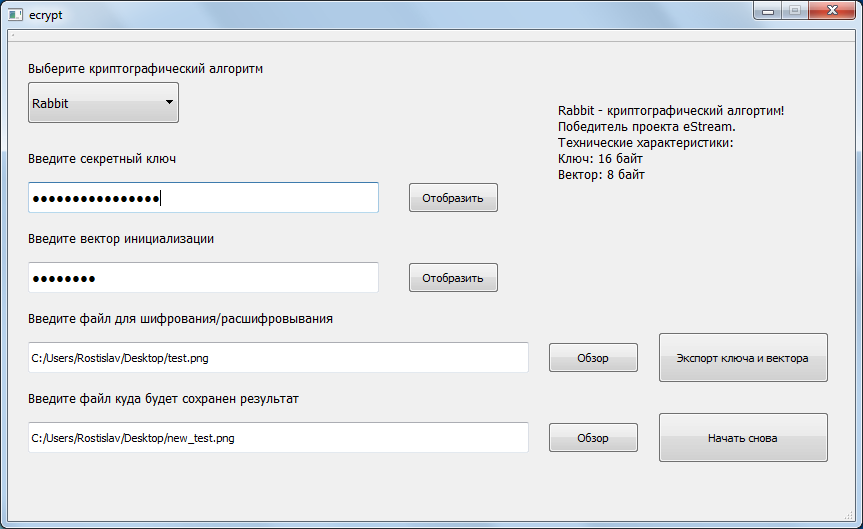 ecrypt
Выберите криптографический алгоритм
Rabbit
Rabbit - криптографический алгортим!
Победитель проекта eStream.
Технические характеристики:
Ключ: 16 байт
Вектор: 8 байт
Введите секретный ключ
●●●●●●●●●●●●●●●●
Отобразить
Введите вектор инициализации
●●●●●●●●
Отобразить
Введите файл для шифрования/расшифровывания
C:/Users/Rostislav/Desktop/test.png
Обзор
Экспорт ключа и вектора
Введите файл куда будет сохранен результат
C:/Users/Rostislav/Desktop/new_test.png
Обзор
Начать снова